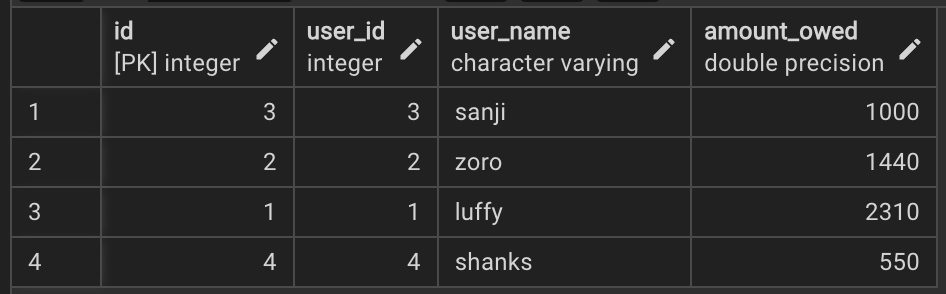 id user_id user_name amount_owed
[PK] integer integer character varying double precision
1 3 3 sanji 1000
2 2 2 zoro 1440
3 1 1 luffy 2310
4 4 4 shanks 550